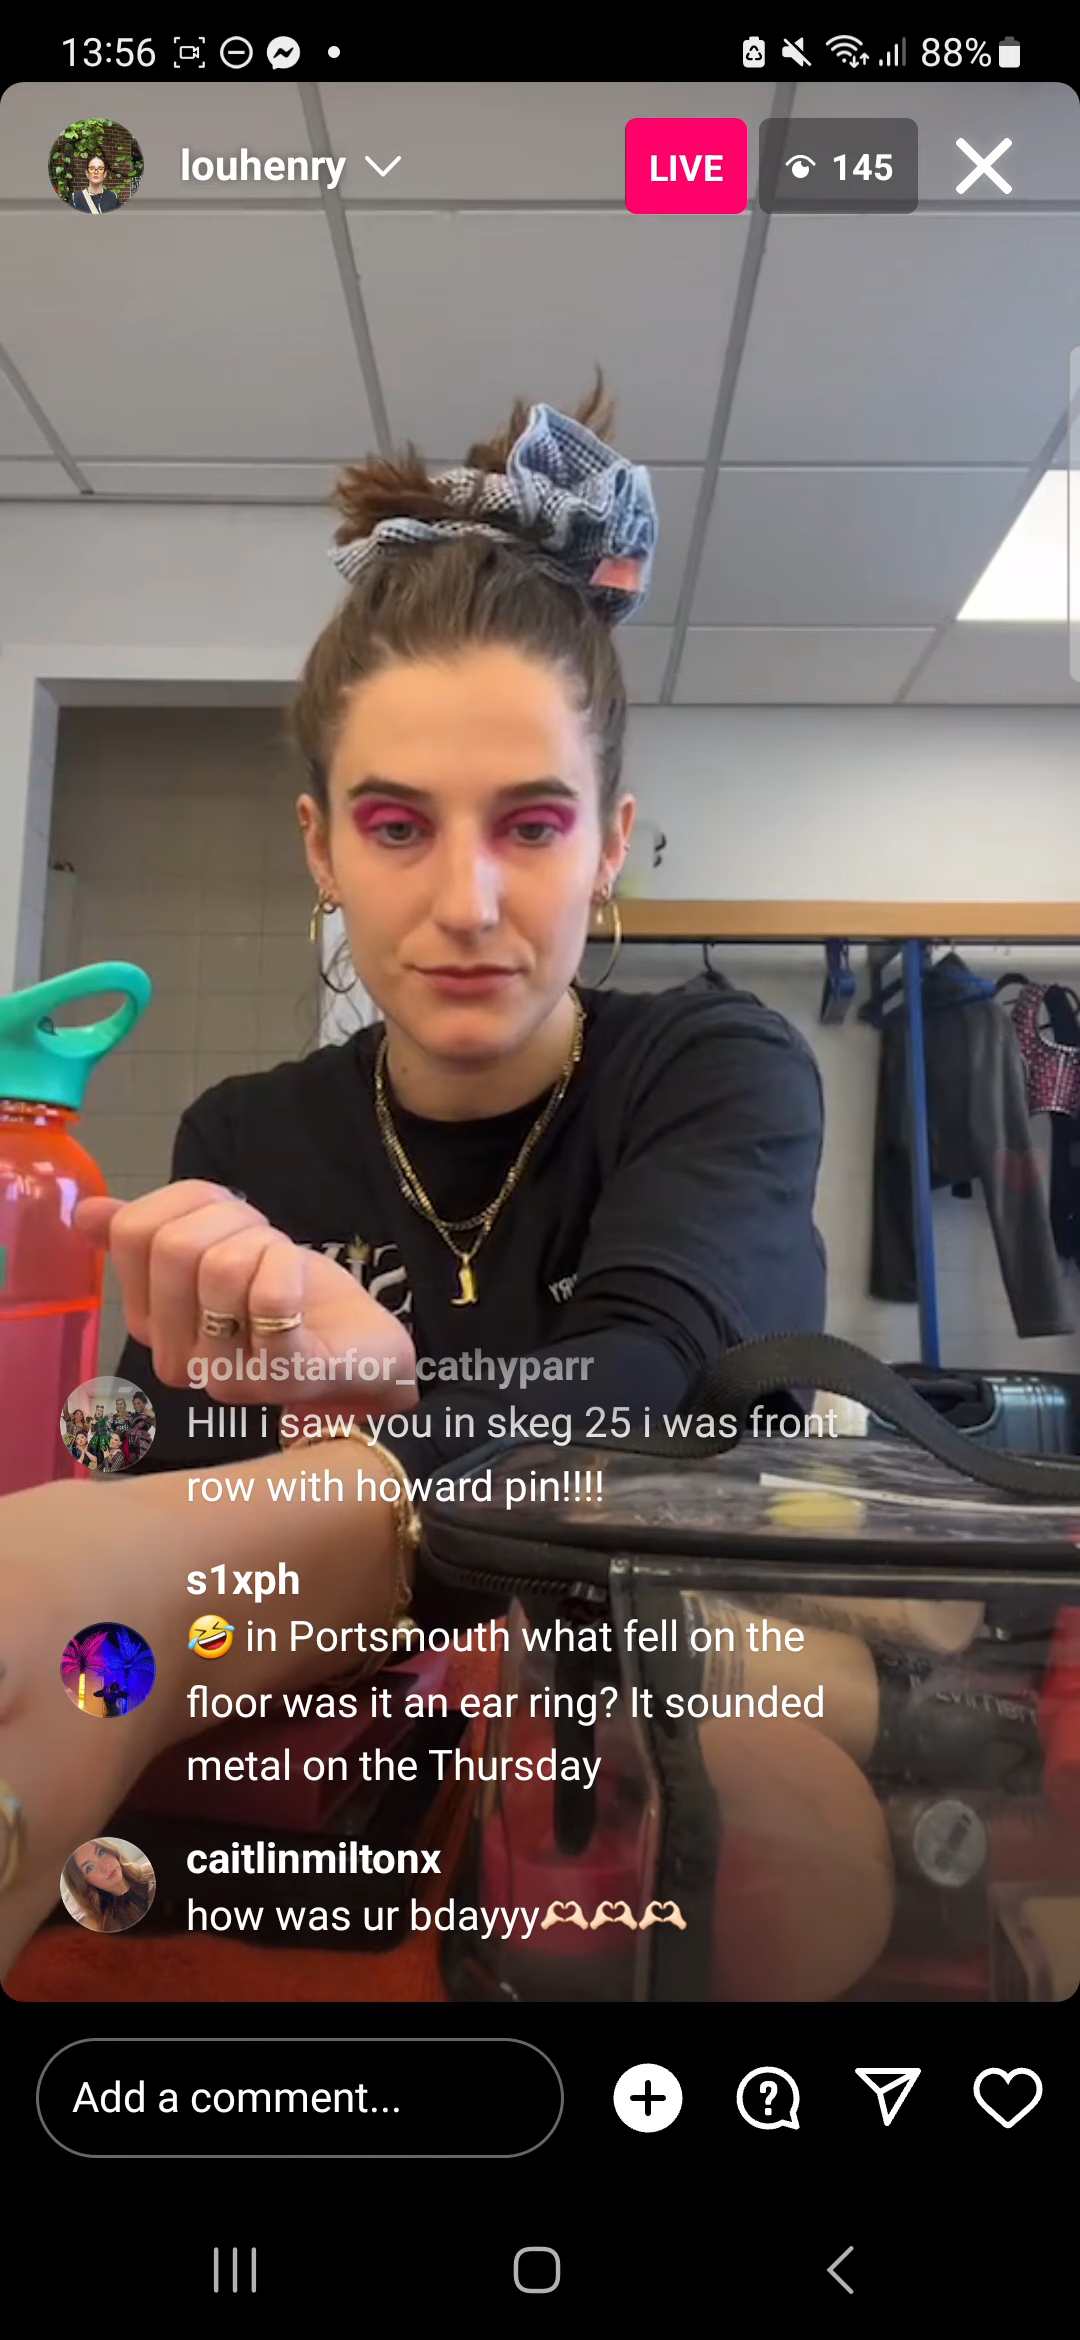 13:56
88%
louhenry
LIVE
145
goldstarfor_cathyparr
HIII i saw you in skeg 25 i was front
row with howard pin!!!!
s1xph
🤣 in Portsmouth what fell on the
floor was it an ear ring? It sounded
metal on the Thursday
caitlinmiltonx
how was ur bdayyy🫶🏻🫶🏻🫶🏻
Add a comment...